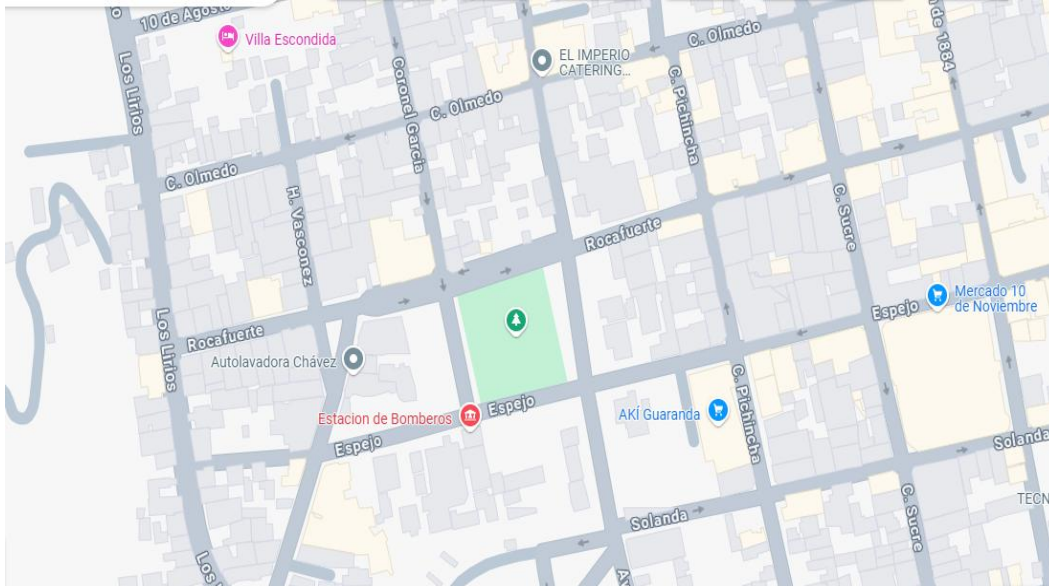 10 de Agosto
Villa Escondida
Los Lirios
Coronel Garcia
C. Olmedo
EL IMPERIO
CATERING...
C. Olmedo
C. Pichincha
de 1884
C. Olmedo
H. Vasconez
Rocafuerte
C. Sucre
Rocafuerte
Los Lirios
Autolavadora Chávez
Espejo
Mercado 10
de Noviembre
Estacion de Bomberos
Espejo
Espejo
AKÍ Guaranda
C. Pichincha
Solanda
Solanda
C. Sucre
TECN
Los